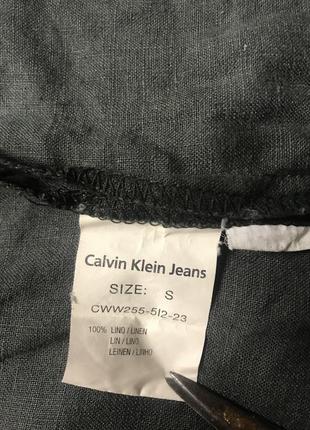 Calvin Klein Jeans
SIZE: S
CWW255-512-23
100% LINO / LINEN
LIN / LINO
LEINEN / LINHO